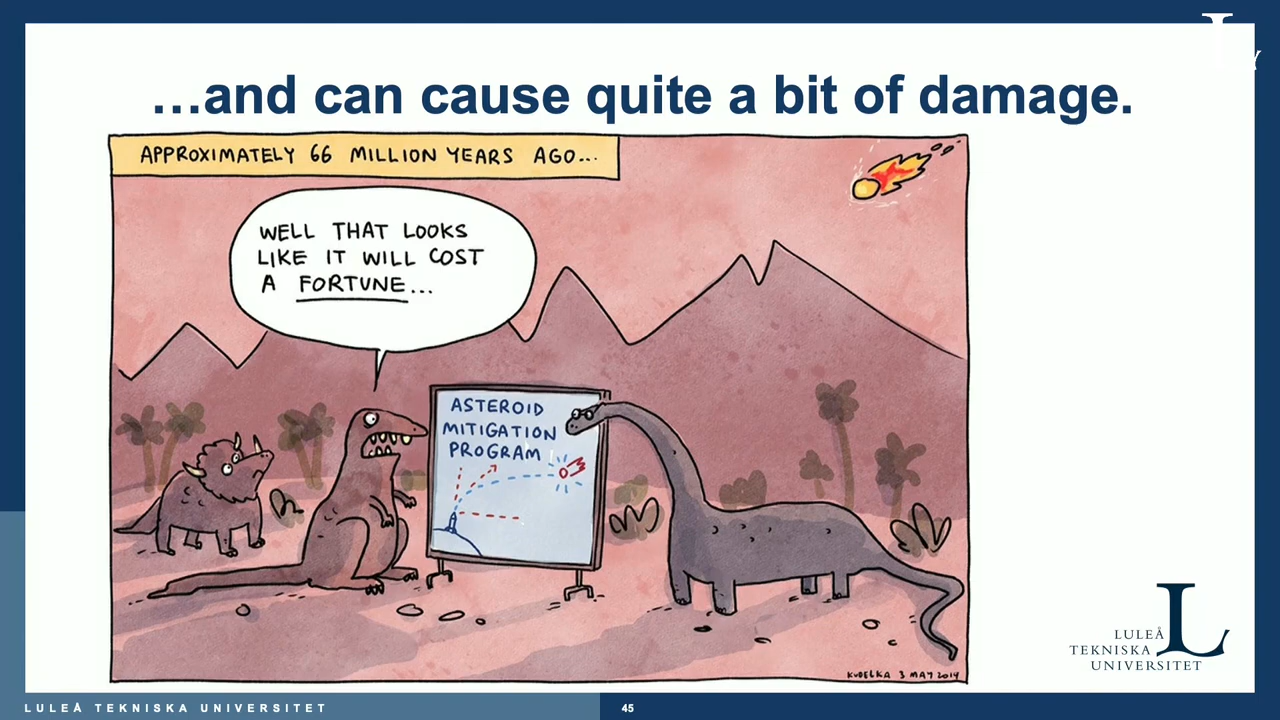 …and can cause quite a bit of damage.
APPROXIMATELY 66 MILLION YEARS AGO...
WELL THAT LOOKS
LIKE IT WILL COST
A FORTUNE...
ASTEROID
MITIGATION
PROGRAM
KUDELKA 3 MAY 2014
LULEÅ
TEKNISKA
UNIVERSITET
L
LULEÅ TEKNISKA UNIVERSITET
45